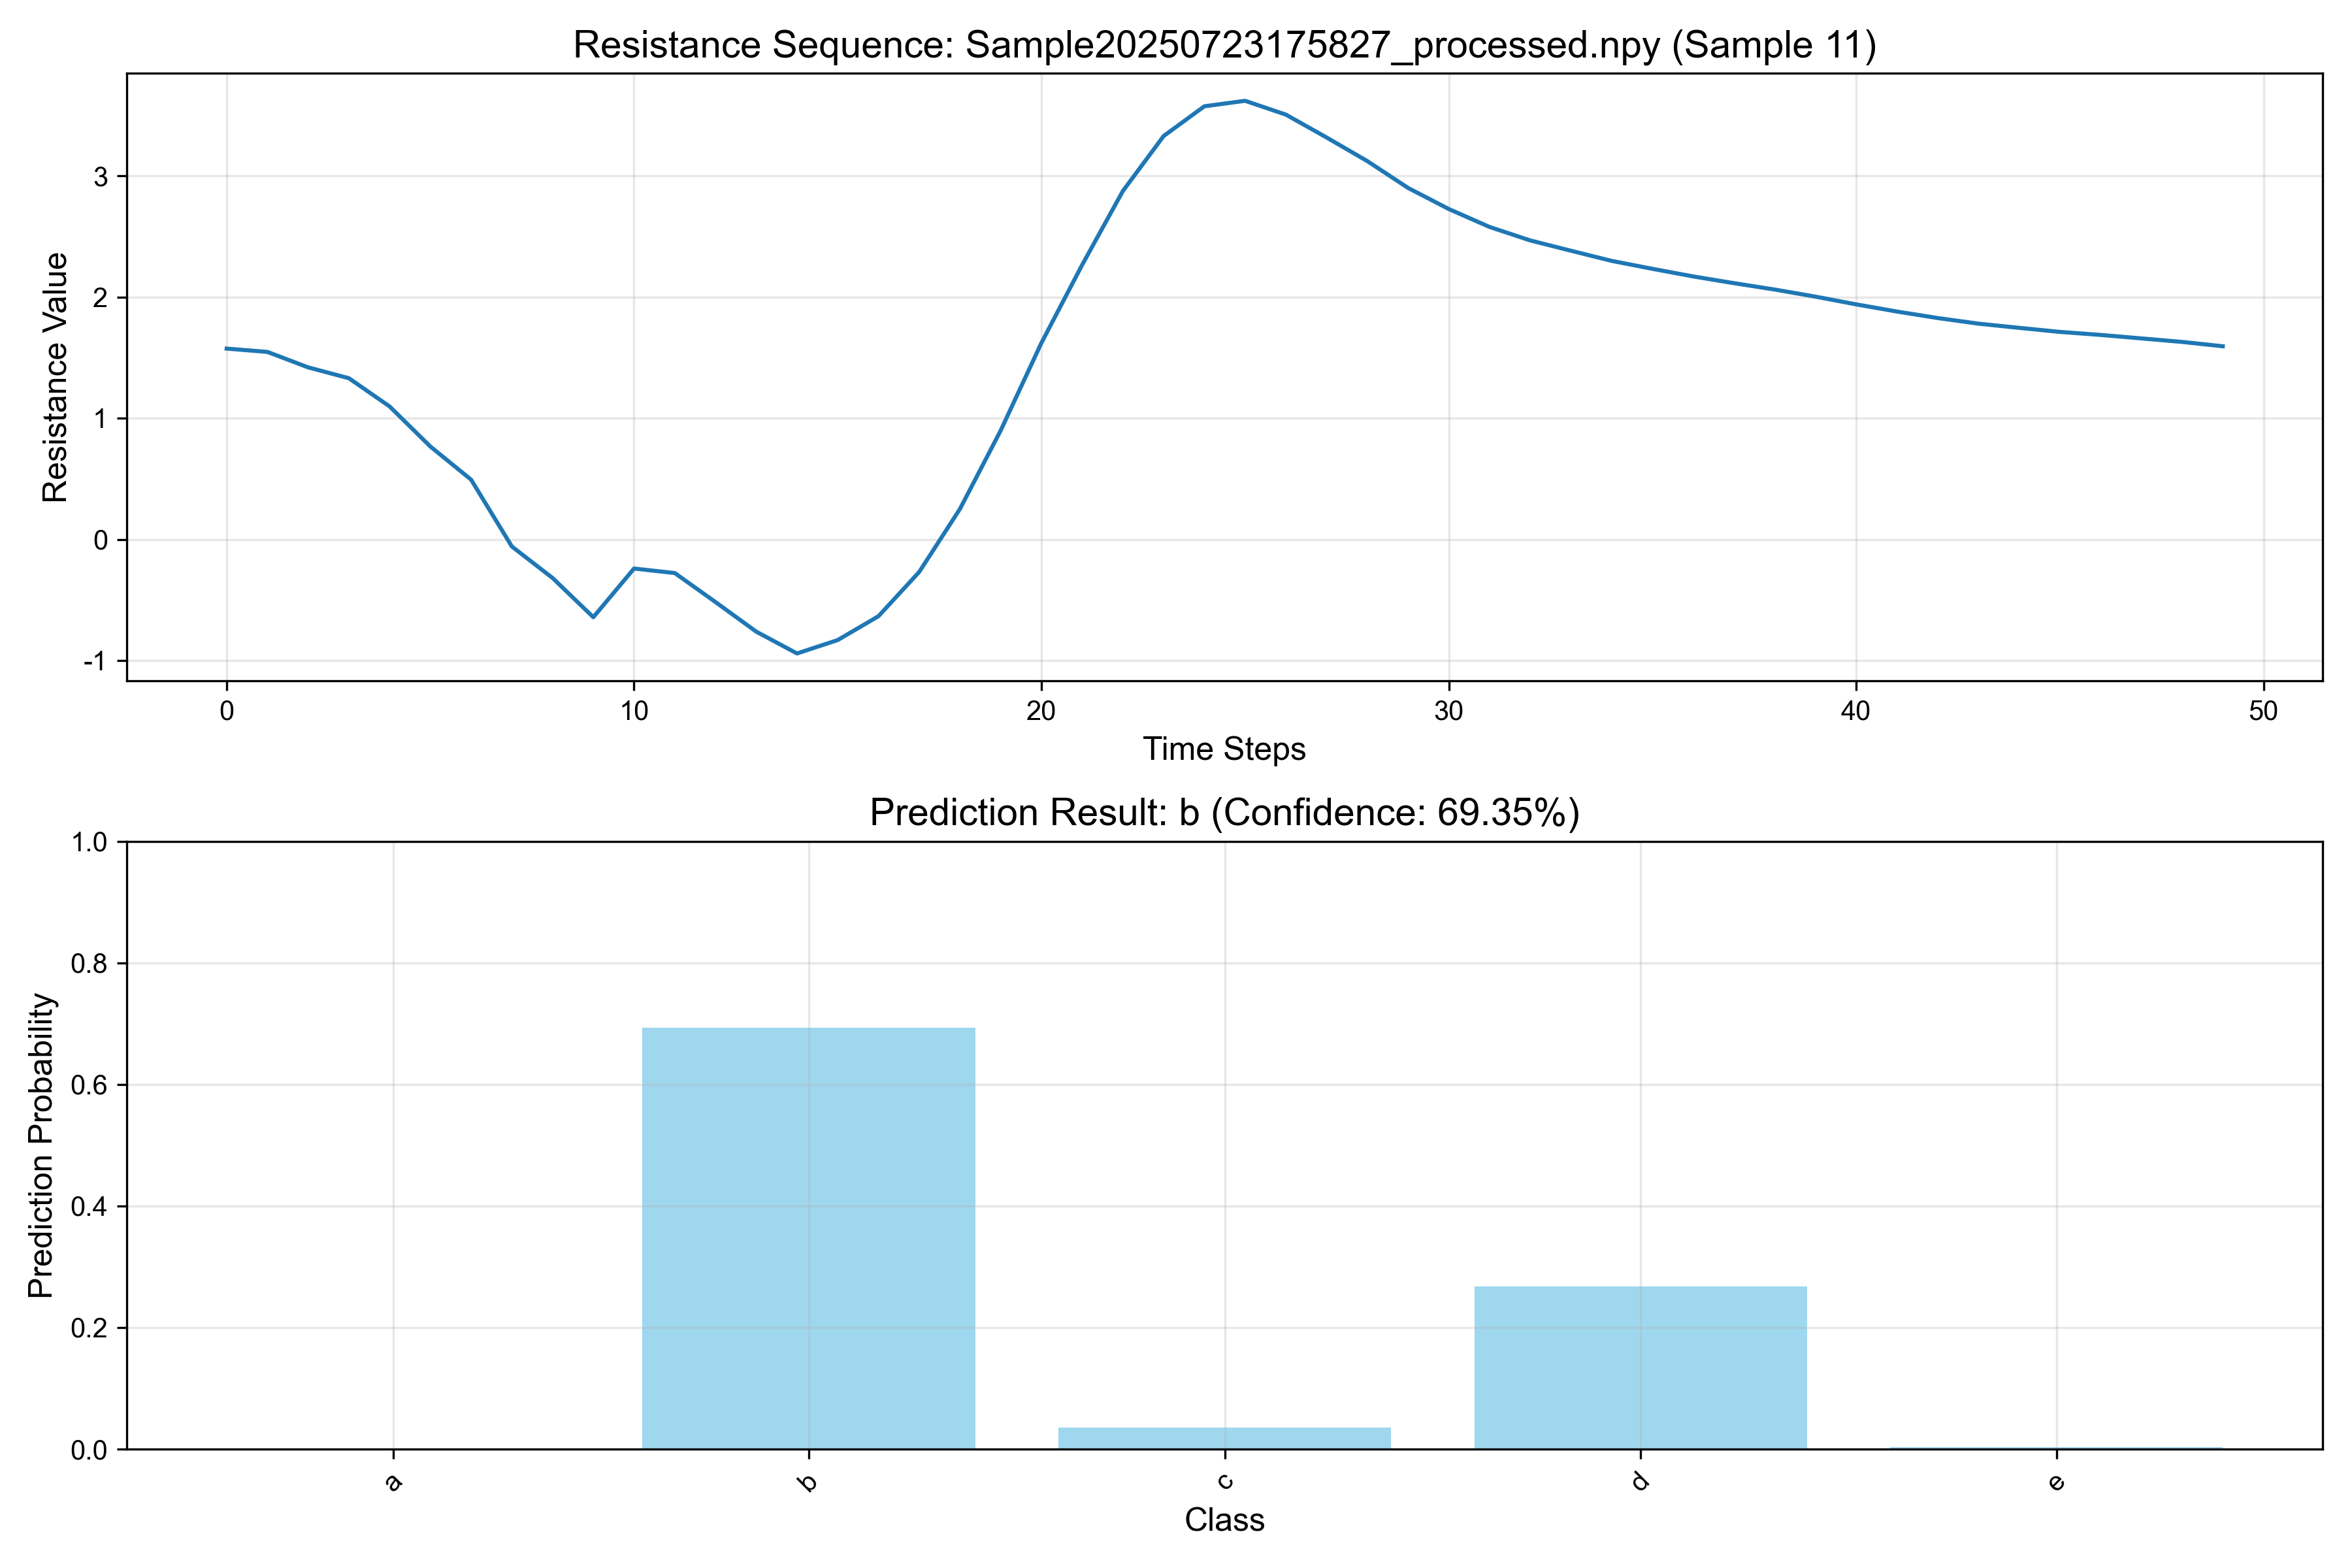 Resistance Sequence: Sample20250723175827_processed.npy (Sample 11)
Resistance Value
3
2
1
0
-1
0 10 20 30 40 50
Time Steps
Prediction Result: b (Confidence: 69.35%)
Prediction Probability
1.0
0.8
0.6
0.4
0.2
0.0
a b c d e
Class